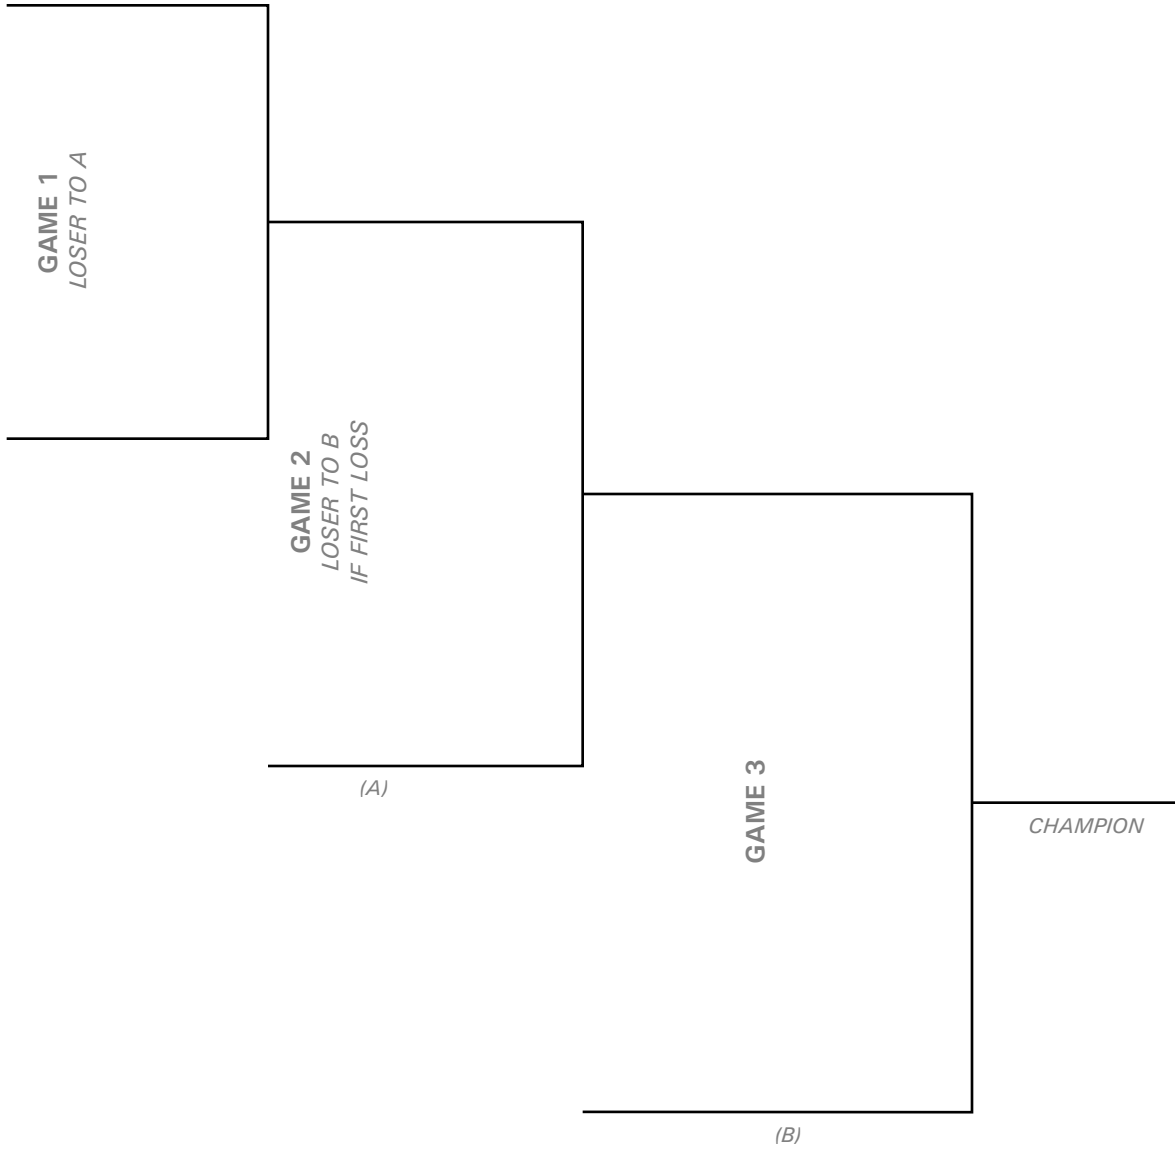 GAME 1
LOSER TO A
GAME 2
LOSER TO B
IF FIRST LOSS
(A)
GAME 3
CHAMPION
(B)